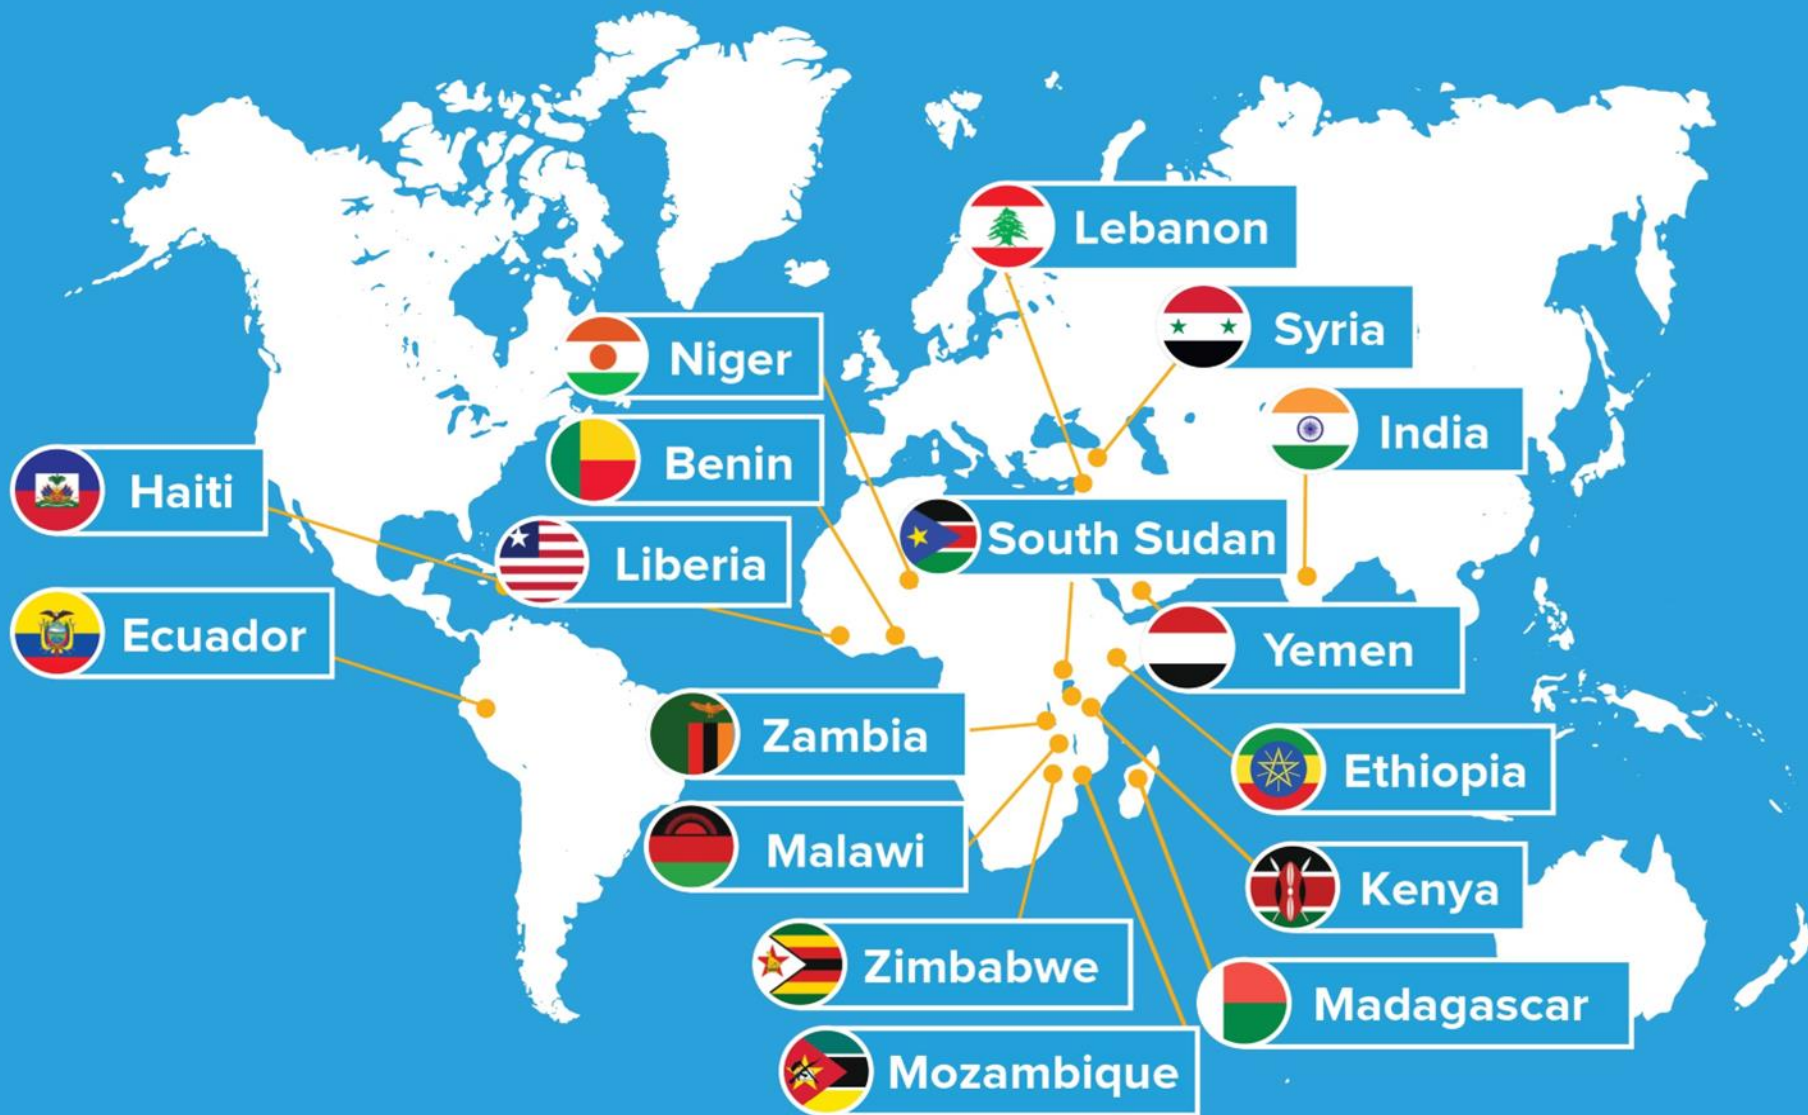 Lebanon
Syria
Niger
India
Benin
Haiti
South Sudan
Liberia
Ecuador
Yemen
Zambia
Ethiopia
Malawi
Kenya
Zimbabwe
Madagascar
Mozambique